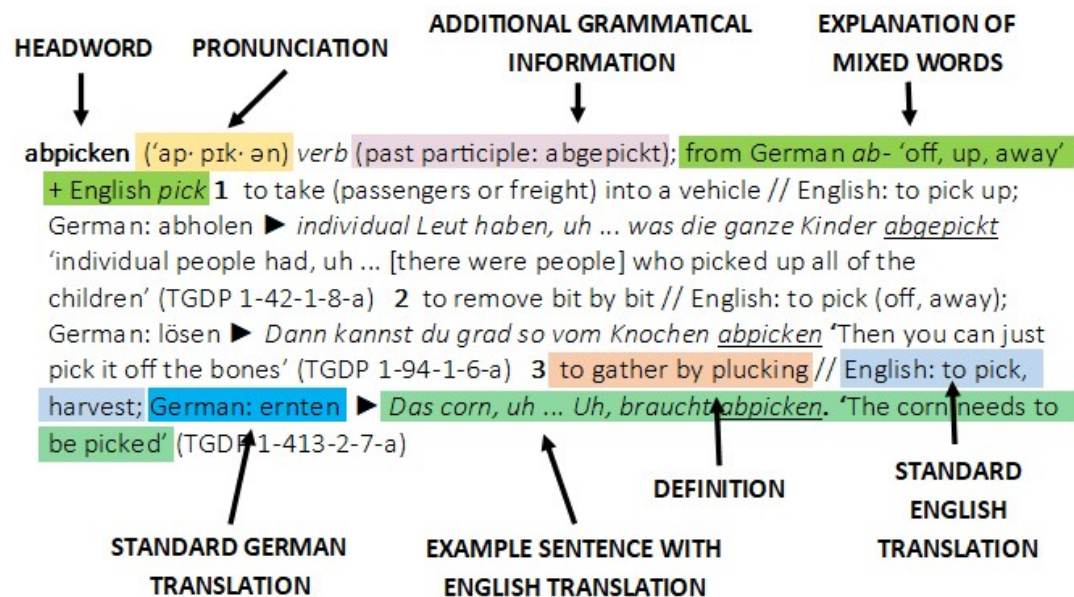 HEADWORD
PRONUNCIATION
ADDITIONAL GRAMMATICAL
INFORMATION
EXPLANATION OF
MIXED WORDS
abpicken (‘ap· pɪk· ən) verb (past participle: abgepickt); from German ab- ‘off, up, away’
+ English pick 1 to take (passengers or freight) into a vehicle // English: to pick up;
German: abholen ► individual Leut haben, uh ... was die ganze Kinder abgepickt
‘individual people had, uh ... [there were people] who picked up all of the
children’ (TGDP 1-42-1-8-a) 2 to remove bit by bit // English: to pick (off, away);
German: lösen ► Dann kannst du grad so vom Knochen abpicken ‘Then you can just
pick it off the bones’ (TGDP 1-94-1-6-a) 3 to gather by plucking // English: to pick,
harvest; German: ernten ► Das corn, uh ... Uh, braucht abpicken. ‘The corn needs to
be picked’ (TGDP 1-413-2-7-a)
DEFINITION
STANDARD
ENGLISH
TRANSLATION
STANDARD GERMAN
TRANSLATION
EXAMPLE SENTENCE WITH
ENGLISH TRANSLATION